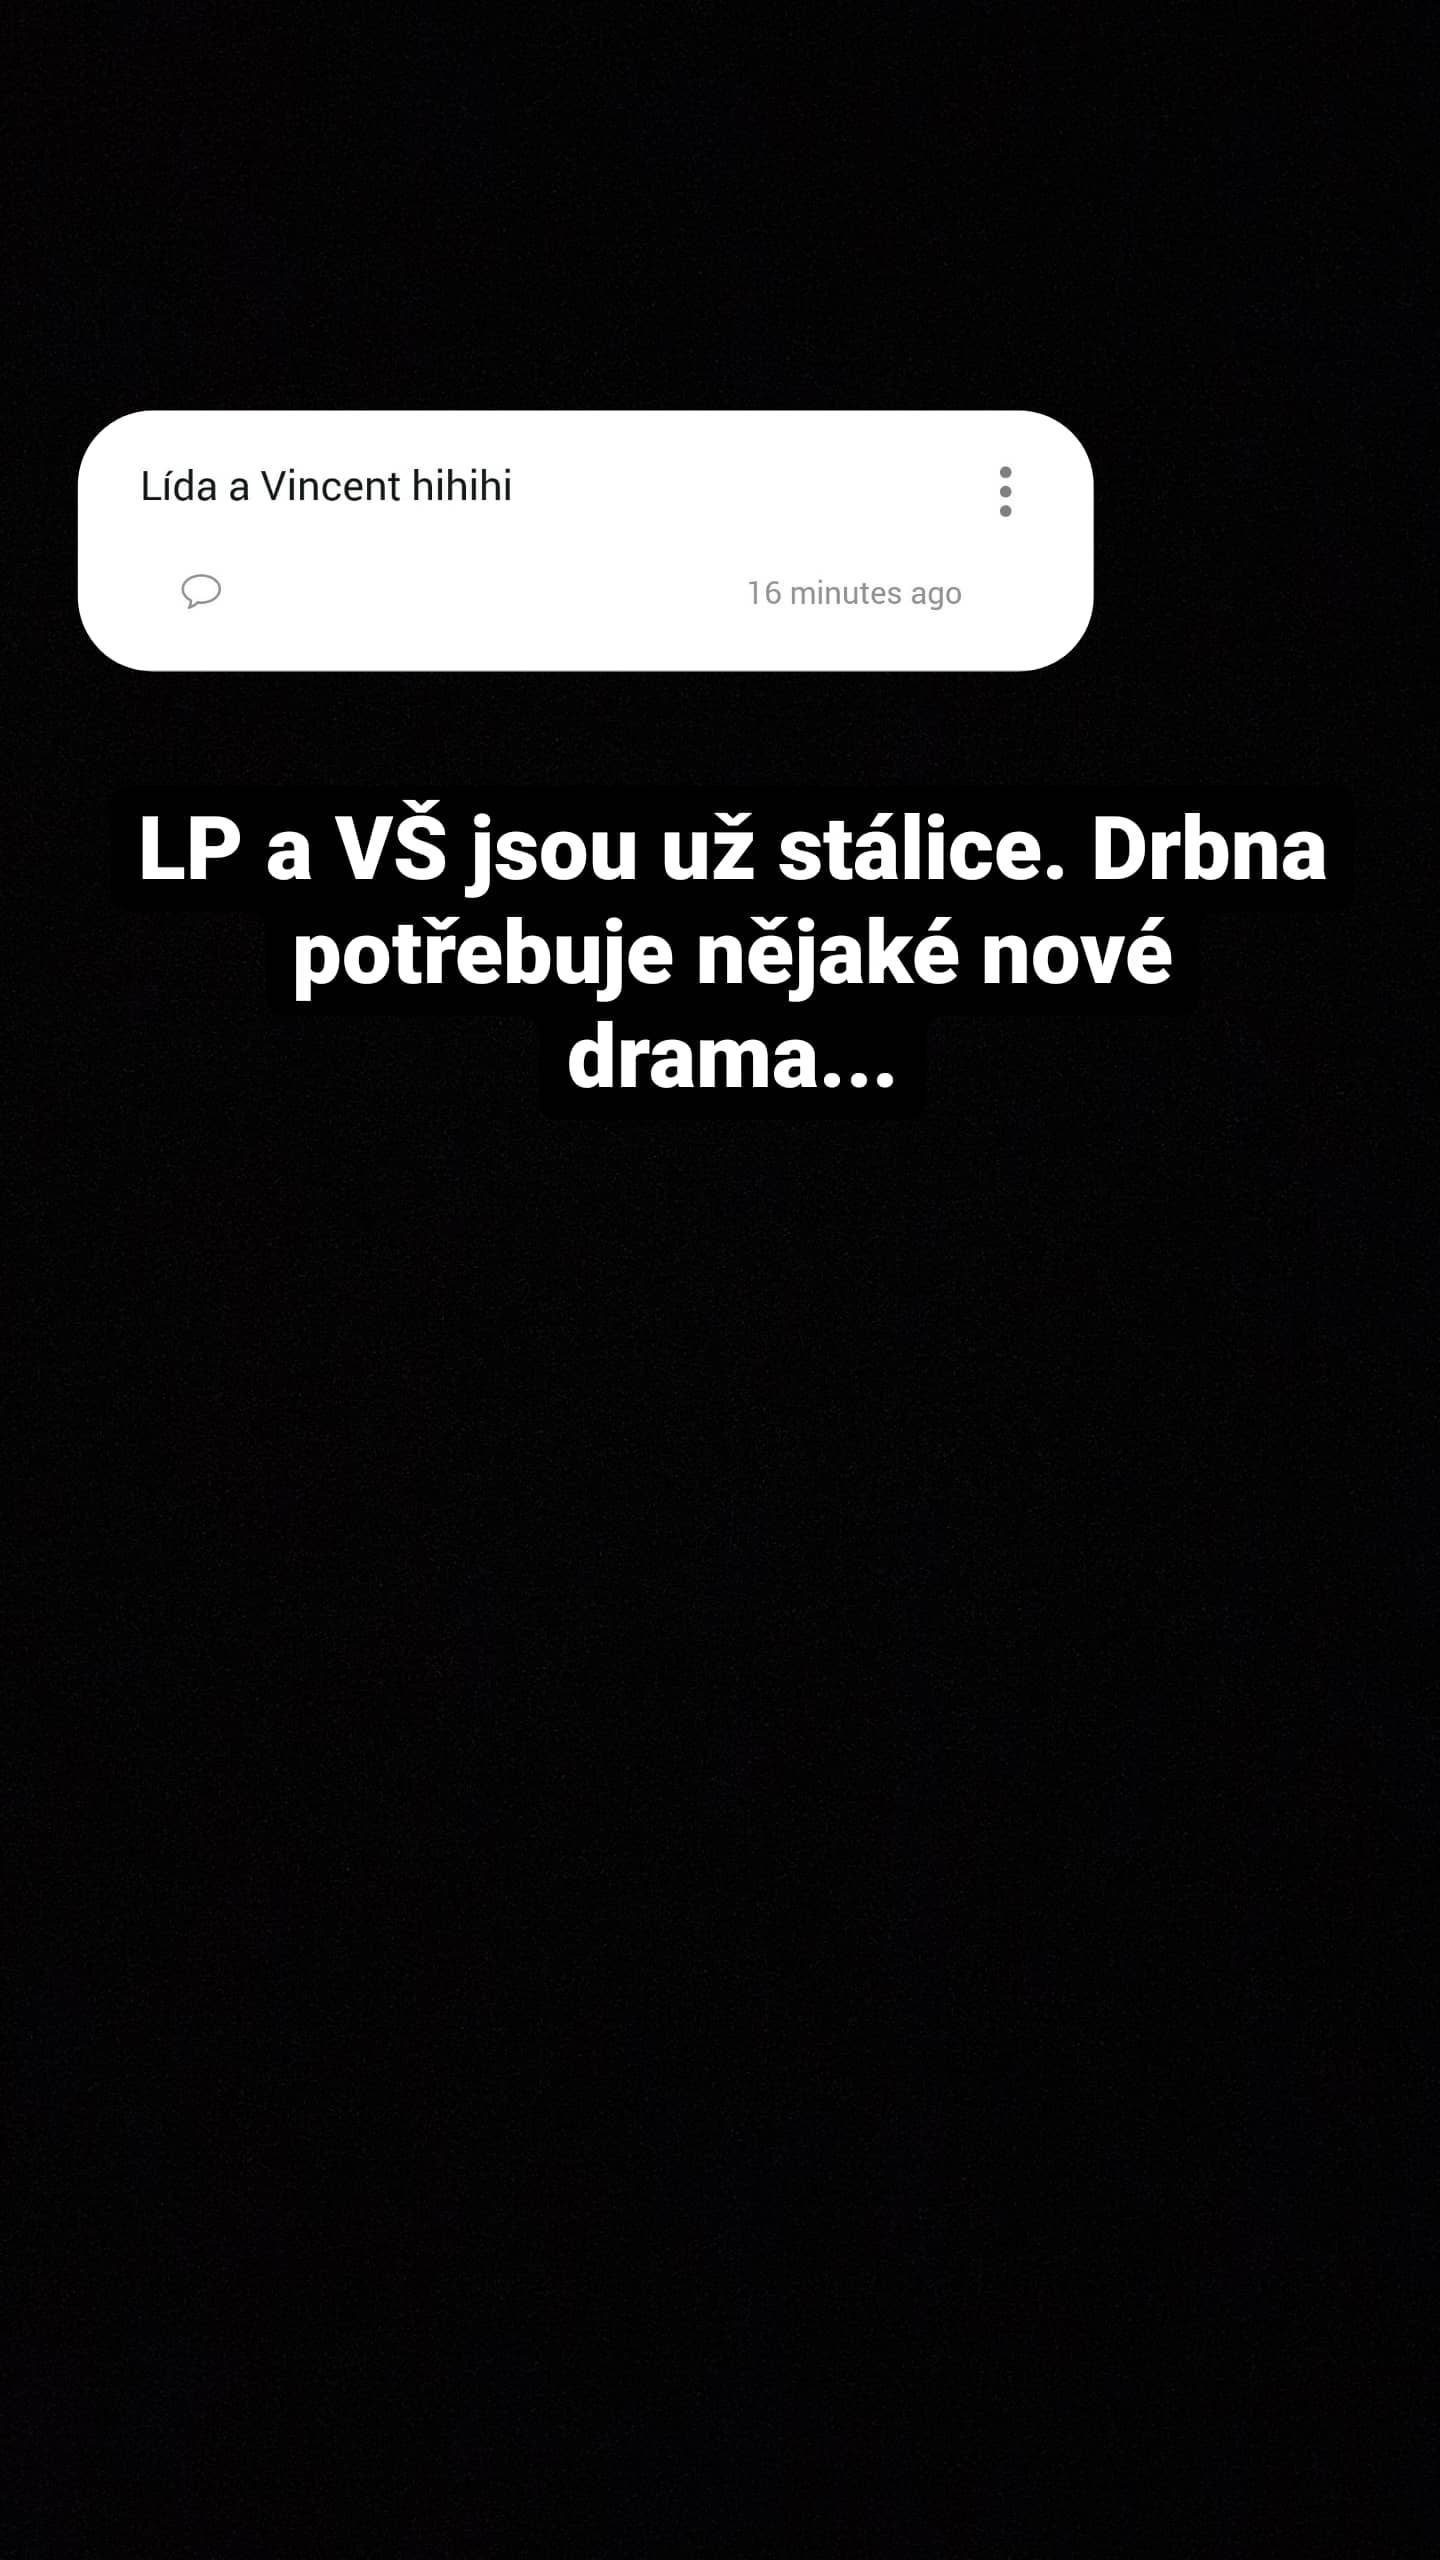 Lída a Vincent hihihi
16 minutes ago
LP a VŠ jsou už stálice. Drbna
potřebuje nějaké nové
drama...